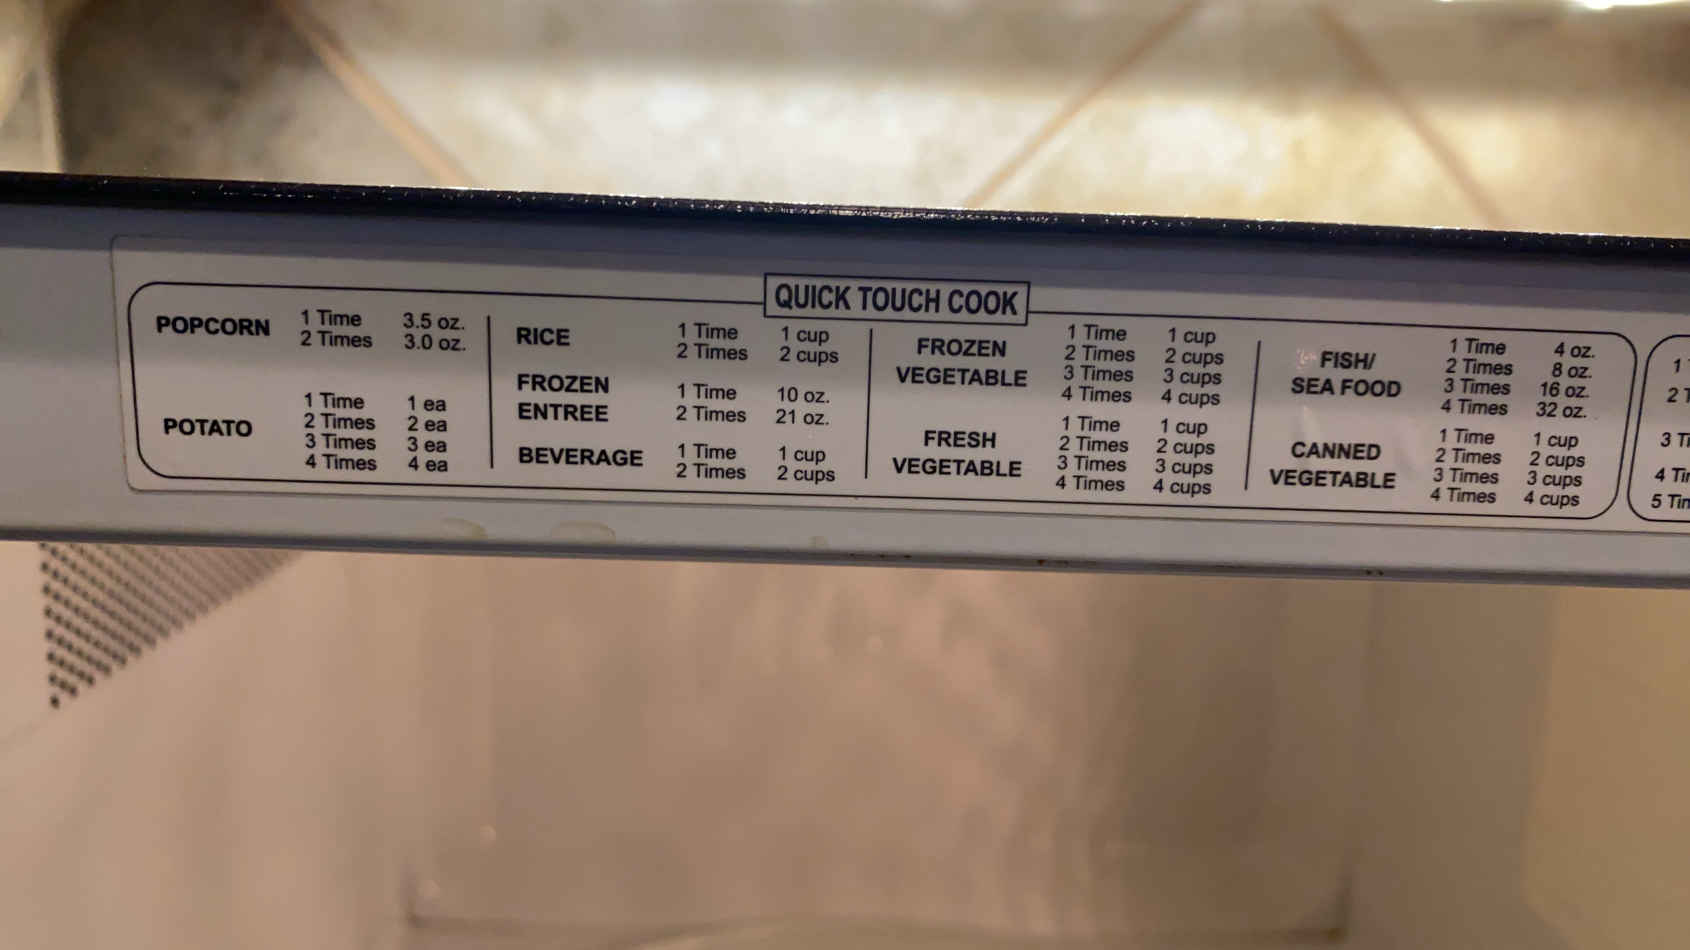 QUICK TOUCH COOK
POPCORN
1 Time 3.5 oz.
2 Times 3.0 oz.
POTATO
1 Time 1 ea
2 Times 2 ea
3 Times 3 ea
4 Times 4 ea
RICE
1 Time 1 cup
2 Times 2 cups
FROZEN
ENTREE
1 Time 10 oz.
2 Times 21 oz.
BEVERAGE
1 Time 1 cup
2 Times 2 cups
FROZEN
VEGETABLE
1 Time 1 cup
2 Times 2 cups
3 Times 3 cups
4 Times 4 cups
FRESH
VEGETABLE
1 Time 1 cup
2 Times 2 cups
3 Times 3 cups
4 Times 4 cups
FISH/
SEA FOOD
1 Time 4 oz.
2 Times 8 oz.
3 Times 16 oz.
4 Times 32 oz.
CANNED
VEGETABLE
1 Time 1 cup
2 Times 2 cups
3 Times 3 cups
4 Times 4 cups
1
2
3
4
5